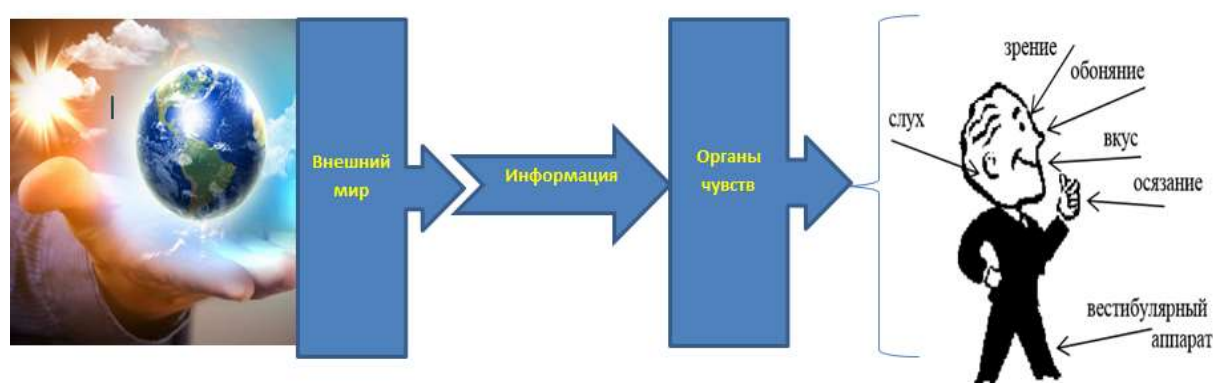 Внешний
мир
Информация
Органы
чувств
зрение
обоняние
слух
вкус
осязание
вестибулярный
аппарат